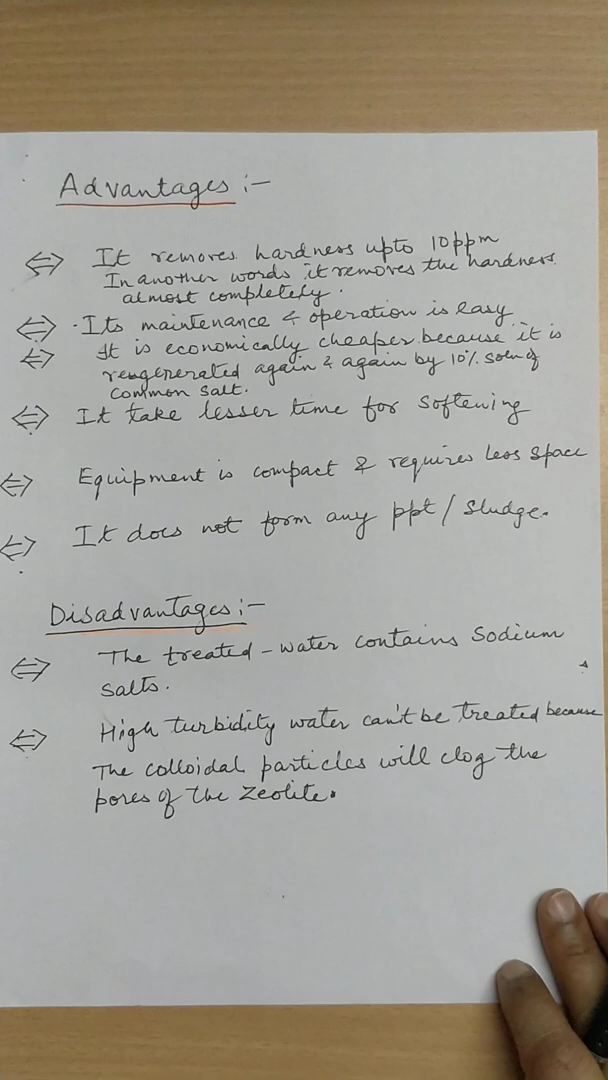 Advantages :-
⇔ It removes hardness upto 10ppm
In another words it removes the hardness
almost completely.
⇔ Its maintenance & operation is easy
⇔ It is economically cheaper because it is
regenerated again & again by 10% soln of
common salt.
⇔ It take lesser time for softening
⇔ Equipment is compact & requires less space
⇔ It does not form any ppt / sludge.
Disadvantages :-
⇔ The treated - water contains Sodium
salts.
⇔ High turbidity water can't be treated because
The colloidal particles will clog the
pores of the Zeolite.